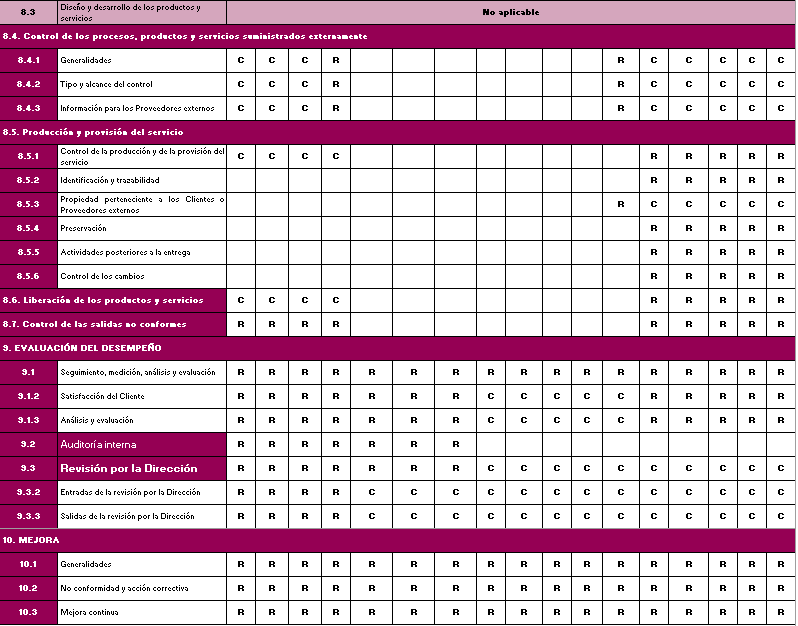 8.3 Diseño y desarrollo de los productos y servicios No aplicable
8.4. Control de los procesos, productos y servicios suministrados externamente
8.4.1 Generalidades C C C R R C C C C C
8.4.2 Tipo y alcance del control C C C R R C C C C C
8.4.3 Información para los Proveedores externos C C C R R C C C C C
8.5. Producción y provisión del servicio
8.5.1 Control de la producción y de la provisión del servicio C C C C R R R R R
8.5.2 Identificación y trazabilidad R R R R R
8.5.3 Propiedad perteneciente a los Clientes o Proveedores externos R C C C C C
8.5.4 Preservación R R R R R
8.5.5 Actividades posteriores a la entrega R R R R R
8.5.6 Control de los cambios R R R R R
8.6. Liberación de los productos y servicios C C C C R R R R R
8.7. Control de las salidas no conformes R R R R R R R R R
9. EVALUACIÓN DEL DESEMPEÑO
9.1 Seguimiento, medición, análisis y evaluación R R R R R R R R R R R R R R R R R
9.1.2 Satisfacción del Cliente R R R R R R R C C C C C R R R R R
9.1.3 Análisis y evaluación R R R R R R R C C C C C R R R R R
9.2 Auditoría interna R R R R R R R
9.3 Revisión por la Dirección R R R R R R R C C C C C C C C C C
9.3.2 Entradas de la revisión por la Dirección R R R R C C C C C C C C C C C C C
9.3.3 Salidas de la revisión por la Dirección R R R R C C C C C C C C C C C C C
10. MEJORA
10.1 Generalidades R R R R R R R R R R R R R R R R R
10.2 No conformidad y acción correctiva R R R R R R R R R R R R R R R R R
10.3 Mejora continua R R R R R R R R R R R R R R R R R